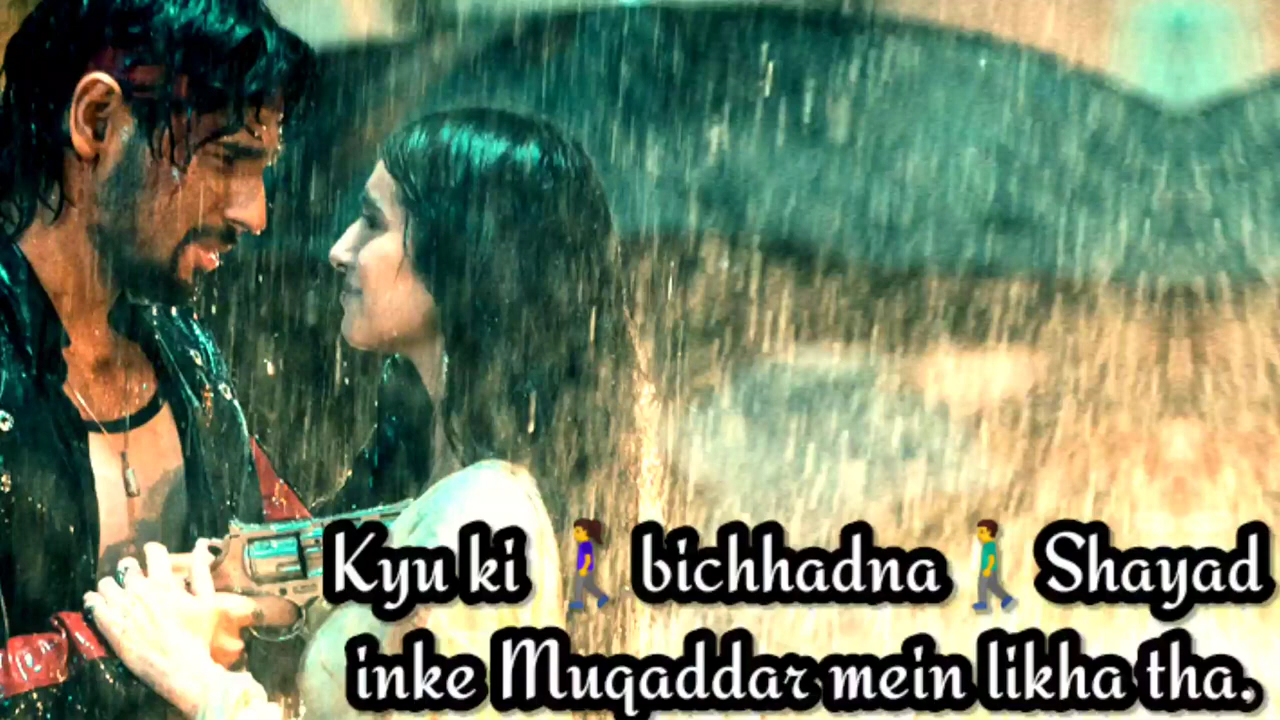 Kyu ki 🚶‍♀️ bichhadna 🚶‍♂️ Shayad
inke Muqaddar mein likha tha.